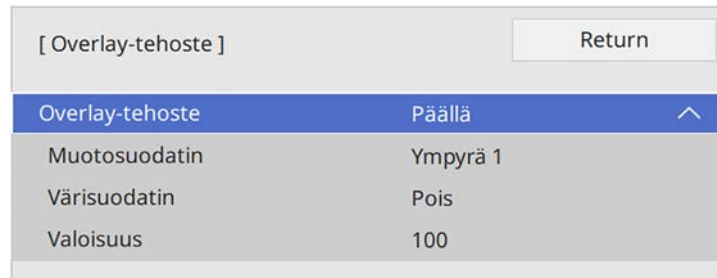 [ Overlay-tehoste ] Return
Overlay-tehoste Päällä
Muotosuodatin Ympyrä 1
Värisuodatin Pois
Valoisuus 100